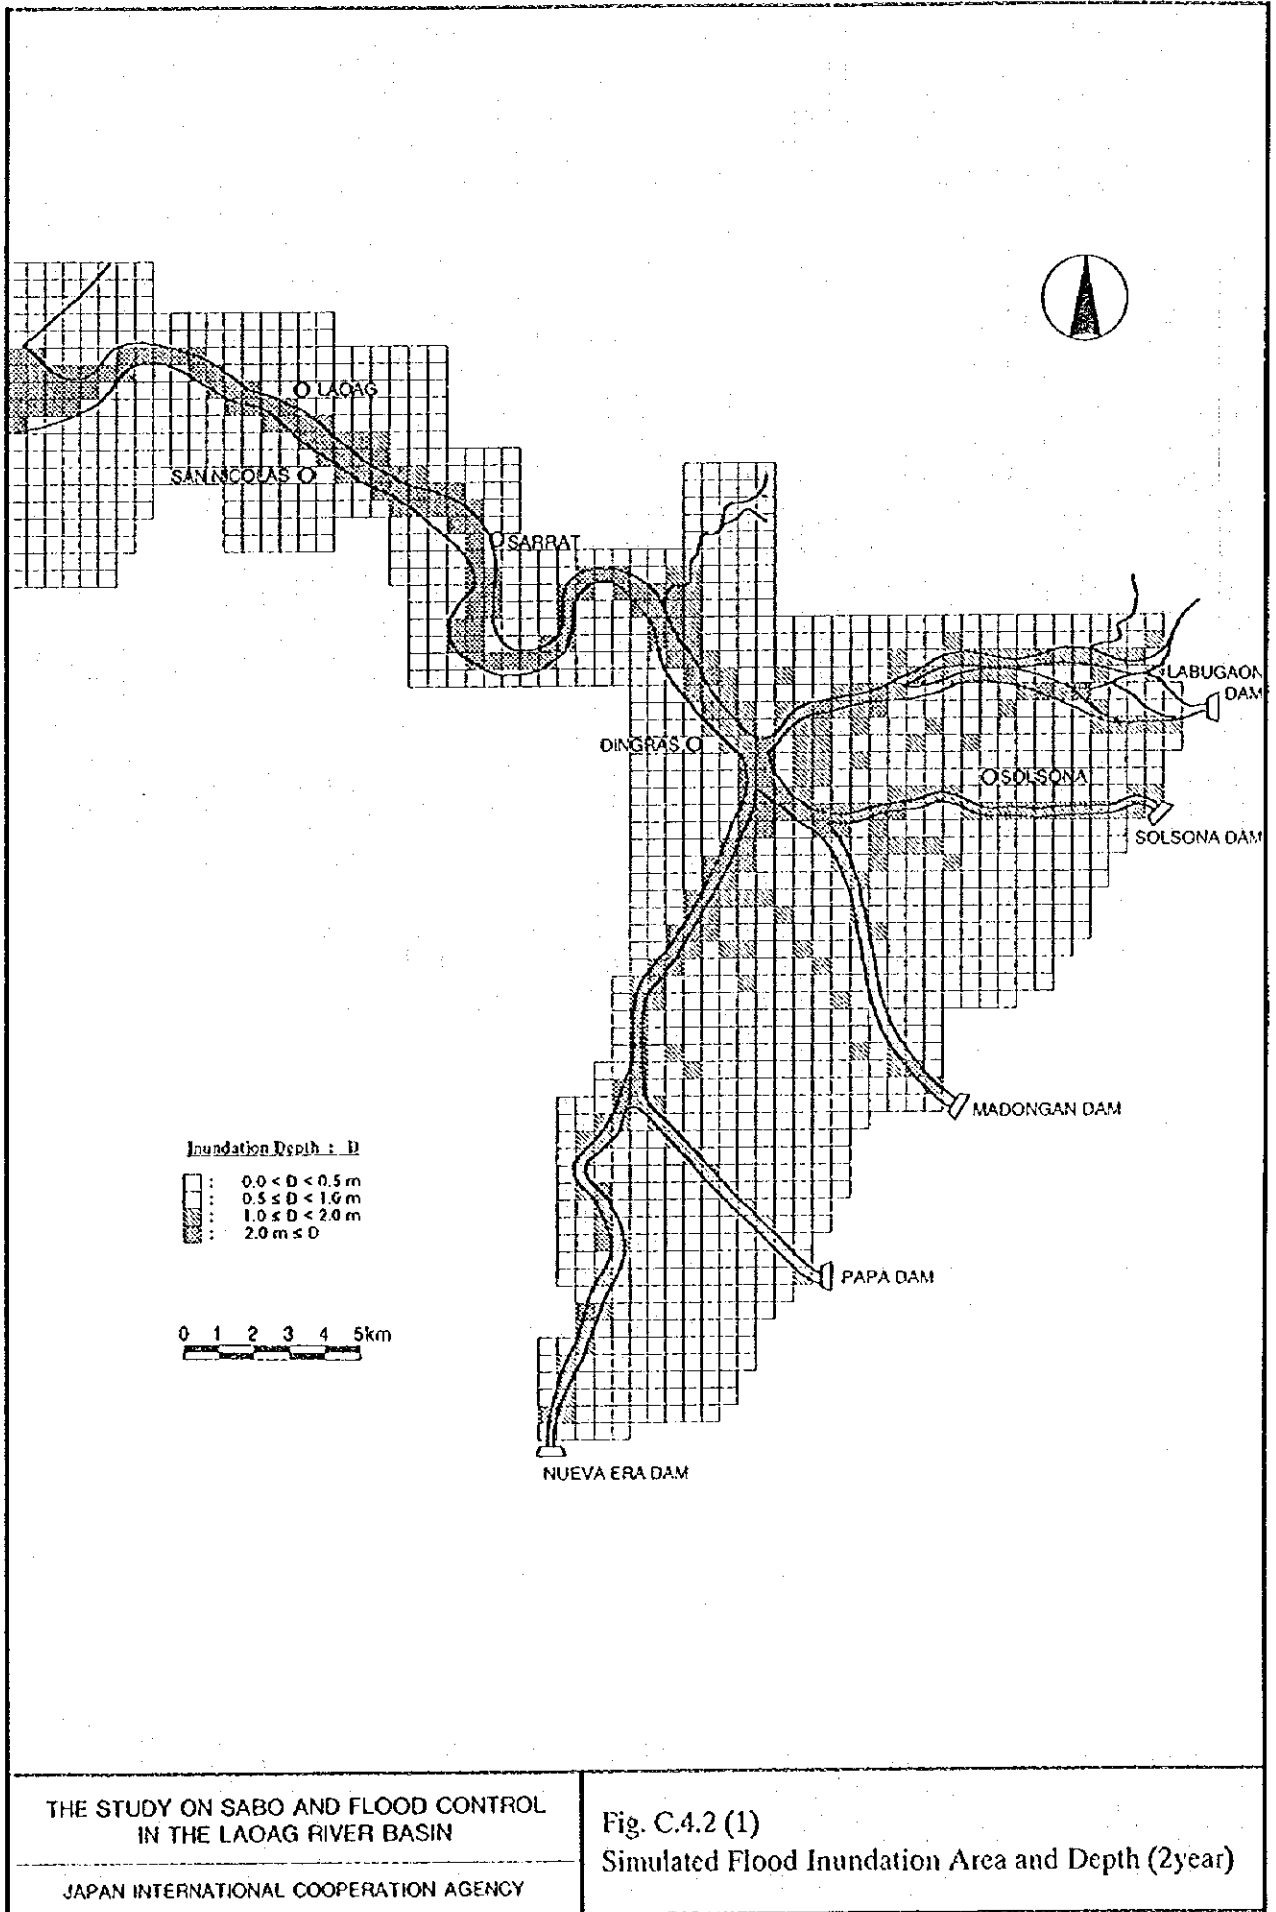 LAOAG
SAN NICOLAS
SARRAT
LABUGAON
DAM
DINGRAS
SOLSONA
SOLSONA DAM
MADONGAN DAM
Inundation Depth : D
: 0.0 < D < 0.5 m
: 0.5 ≤ D < 1.0 m
: 1.0 ≤ D < 2.0 m
: 2.0 m ≤ D
PAPA DAM
0 1 2 3 4 5km
NUEVA ERA DAM
THE STUDY ON SABO AND FLOOD CONTROL
IN THE LAOAG RIVER BASIN
JAPAN INTERNATIONAL COOPERATION AGENCY
Fig. C.4.2 (1)
Simulated Flood Inundation Area and Depth (2year)